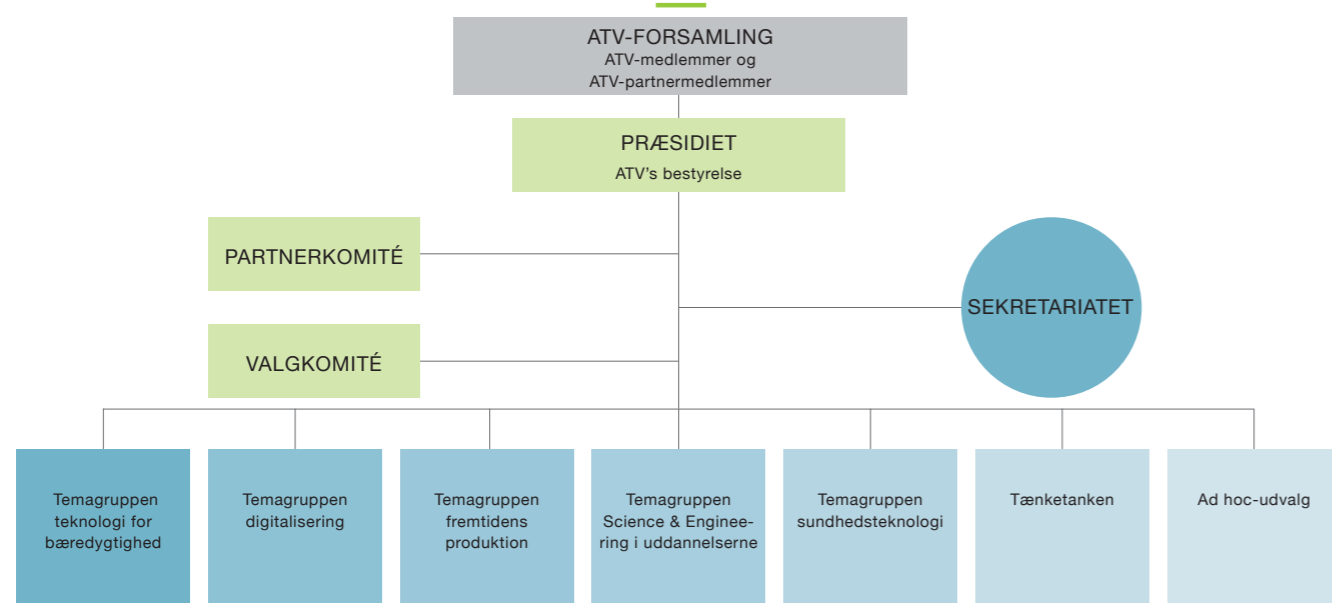 ATV-FORSAMLING
ATV-medlemmer og
ATV-partnermedlemmer
PRÆSIDIET
ATV's bestyrelse
PARTNERKOMITÉ
SEKRETARIATET
VALGKOMITÉ
Temagruppen
teknologi for
bæredygtighed
Temagruppen
digitalisering
Temagruppen
fremtidens
produktion
Temagruppen
Science & Enginee-
ring i uddannelserne
Temagruppen
sundhedsteknologi
Tænketanken
Ad hoc-udvalg